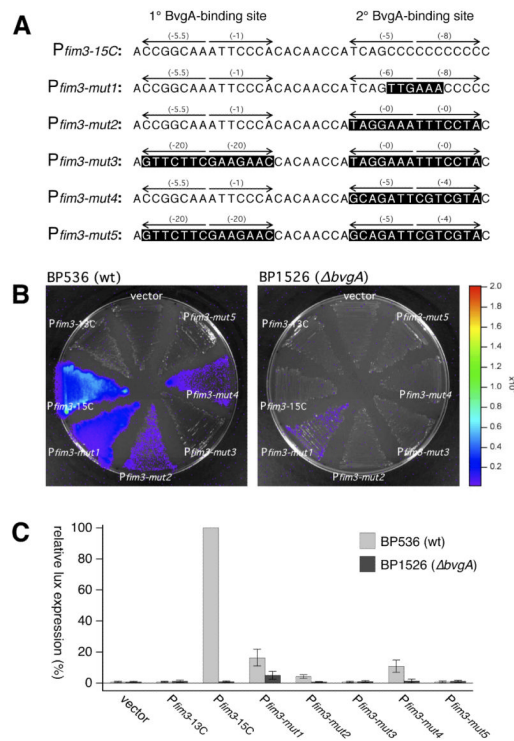 A
1° BvgA-binding site 2° BvgA-binding site
(-5.5) (-1) (-5) (-8)
Pfim3-15C: ACCGGCAAATTCCCACACAACCATCAGCCCCCCCCCCCC
(-5.5) (-1) (-6) (-8)
Pfim3-mut1: ACCGGCAAATTCCCACACAACCATCAGTTGAAACCCCC
(-5.5) (-1) (-0) (-0)
Pfim3-mut2: ACCGGCAAATTCCCACACAACCATAGGAAATTTCCTAC
(-20) (-20) (-0) (-0)
Pfim3-mut3: AGTTCTTCGAAGAACCACAACCATAGGAAATTTCCTAC
(-5.5) (-1) (-5) (-4)
Pfim3-mut4: ACCGGCAAATTCCCACACAACCAGCAGATTCGTCGTAC
(-20) (-20) (-5) (-4)
Pfim3-mut5: AGTTCTTCGAAGAACCACAACCAGCAGATTCGTCGTAC
B
BP536 (wt) BP1526 (ΔbvgA)
vector
Pfim3-13C
Pfim3-mut5
Pfim3-mut4
Pfim3-15C
Pfim3-mut1
Pfim3-mut3
Pfim3-mut2
vector
Pfim3-13C
Pfim3-mut5
Pfim3-mut4
Pfim3-15C
Pfim3-mut1
Pfim3-mut3
Pfim3-mut2
2.0
1.8
1.6
1.4
1.2
1.0
0.8
0.6
0.4
0.2
C
relative lux expression (%)
100
80
60
40
20
0
BP536 (wt)
BP1526 (ΔbvgA)
vector
Pfim3-13C
Pfim3-15C
Pfim3-mut1
Pfim3-mut2
Pfim3-mut3
Pfim3-mut4
Pfim3-mut5